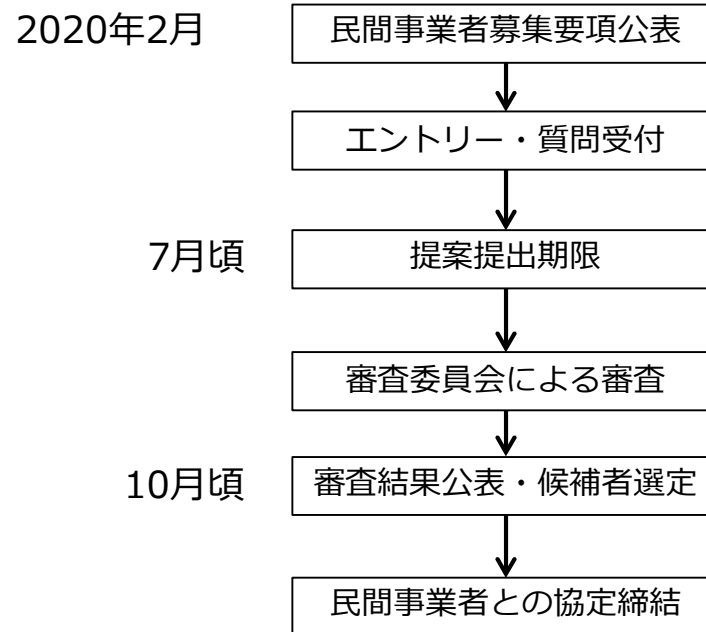 2020年2月 民間事業者募集要項公表
エントリー・質問受付
7月頃 提案提出期限
審査委員会による審査
10月頃 審査結果公表・候補者選定
民間事業者との協定締結